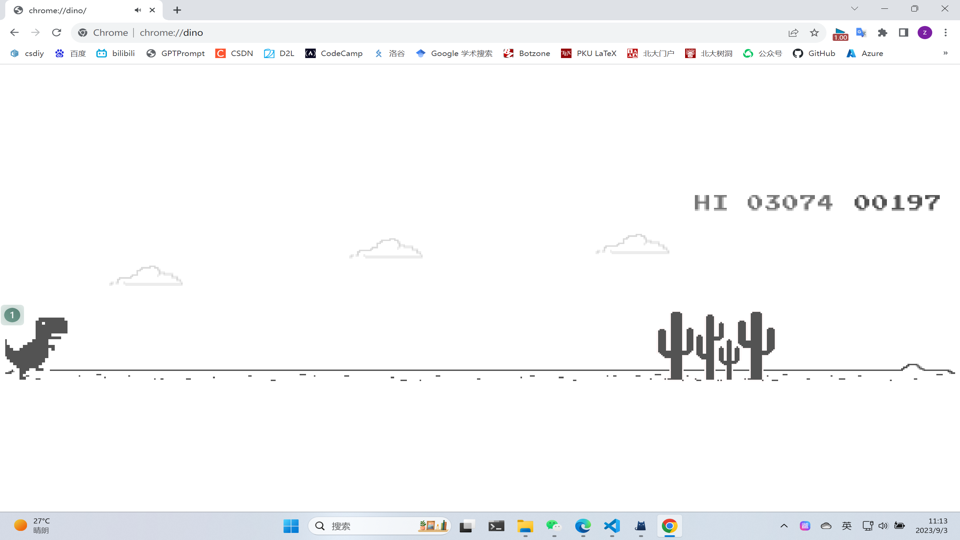 chrome://dino/
Chrome | chrome://dino
1.00
z
csdiy 百度 bilibili GPTPrompt CSDN D2L CodeCamp 洛谷 Google 学术搜索 Botzone PKU LaTeX 北大门户 北大树洞 公众号 GitHub Azure »
HI 03074 00197
1
27°C
晴朗
搜索
英
11:13
2023/9/3